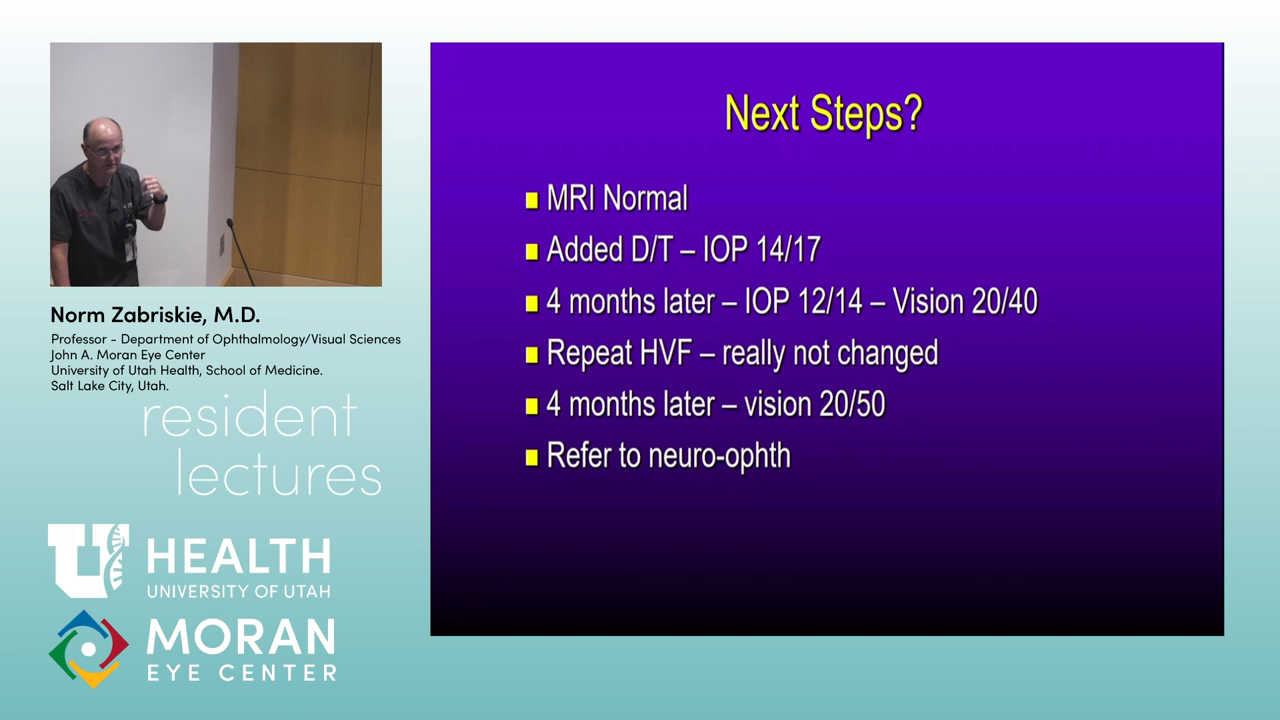 Next Steps?
MRI Normal
Added D/T – IOP 14/17
4 months later – IOP 12/14 – Vision 20/40
Repeat HVF – really not changed
4 months later – vision 20/50
Refer to neuro-ophth
Norm Zabriskie, M.D.
Professor - Department of Ophthalmology/Visual Sciences
John A. Moran Eye Center
University of Utah Health, School of Medicine.
Salt Lake City, Utah.
resident
lectures
U HEALTH
UNIVERSITY OF UTAH
MORAN
EYE CENTER